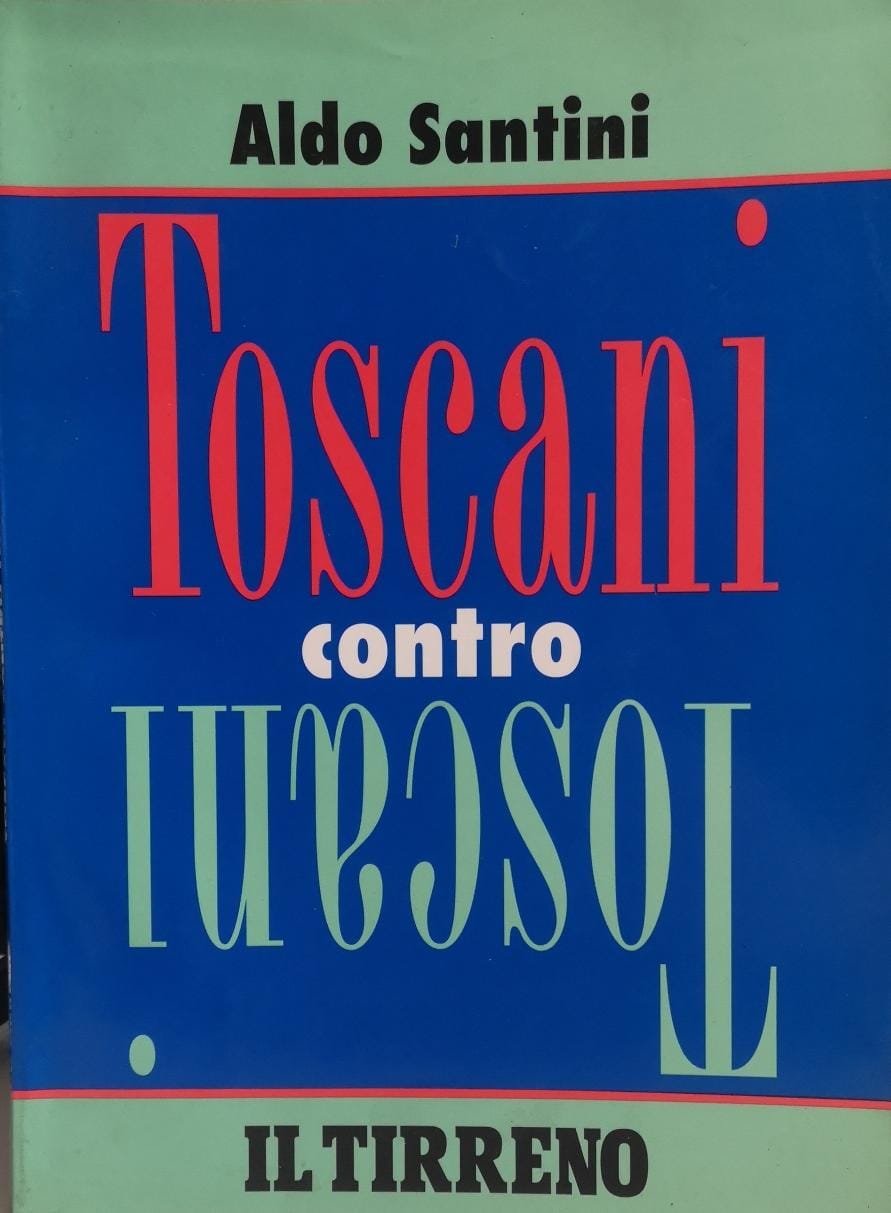 Aldo Santini
Toscani
contro
Toscani
IL TIRRENO